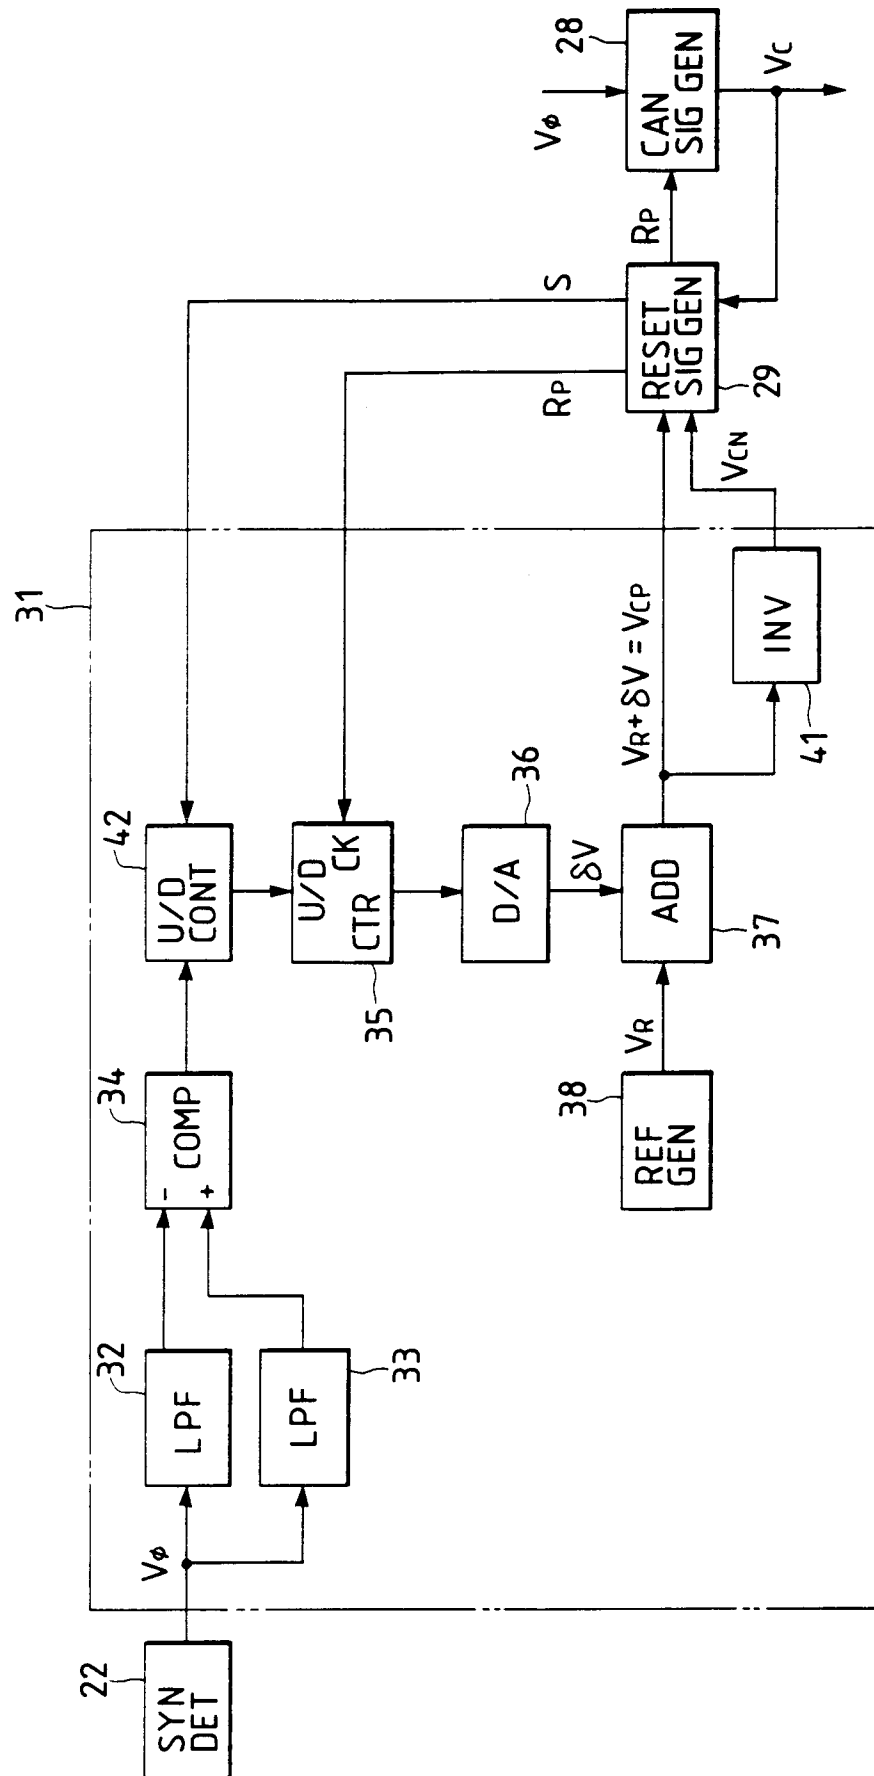 31
22
SYN
DET
Vφ
32
LPF
LPF
33
34
-
+
COMP
42
U/D
CONT
U/D
CK
CTR
35
D/A
36
δV
38
REF
GEN
VR
ADD
37
VR+δV=VCP
INV
41
VCN
S
RP
RESET
SIG GEN
29
RP
Vφ
28
CAN
SIG GEN
VC